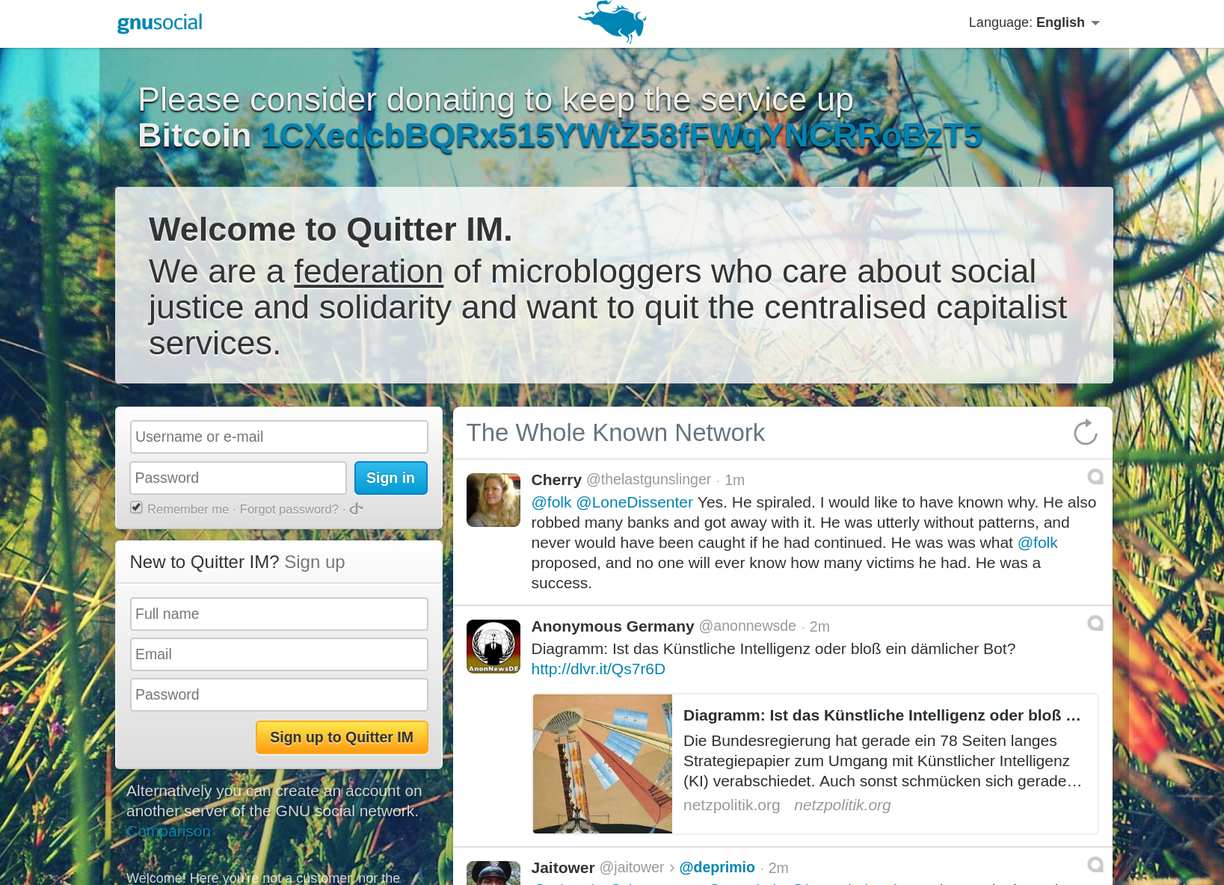 gnusocial
Language: English
Please consider donating to keep the service up
Bitcoin 1CXedcbBQRx515YWtZ58fFWqYNCRRoBzT5
Welcome to Quitter IM.
We are a federation of microbloggers who care about social
justice and solidarity and want to quit the centralised capitalist
services.
Username or e-mail
Password
Sign in
Remember me · Forgot password? ·
New to Quitter IM? Sign up
Full name
Email
Password
Sign up to Quitter IM
Alternatively you can create an account on
another server of the GNU social network.
Comparison
Welcome! Here you're not a customer, nor the
The Whole Known Network
Cherry @thelastgunslinger · 1m
@folk @LoneDissenter Yes. He spiraled. I would like to have known why. He also
robbed many banks and got away with it. He was utterly without patterns, and
never would have been caught if he had continued. He was was what @folk
proposed, and no one will ever know how many victims he had. He was a
success.
Anonymous Germany @anonnewsde · 2m
AnonNewsDE
Diagramm: Ist das Künstliche Intelligenz oder bloß ein dämlicher Bot?
http://dlvr.it/Qs7r6D
Diagramm: Ist das Künstliche Intelligenz oder bloß ...
Die Bundesregierung hat gerade ein 78 Seiten langes
Strategiepapier zum Umgang mit Künstlicher Intelligenz
(KI) verabschiedet. Auch sonst schmücken sich gerade…
netzpolitik.org netzpolitik.org
Jaitower @jaitower › @deprimio · 2m